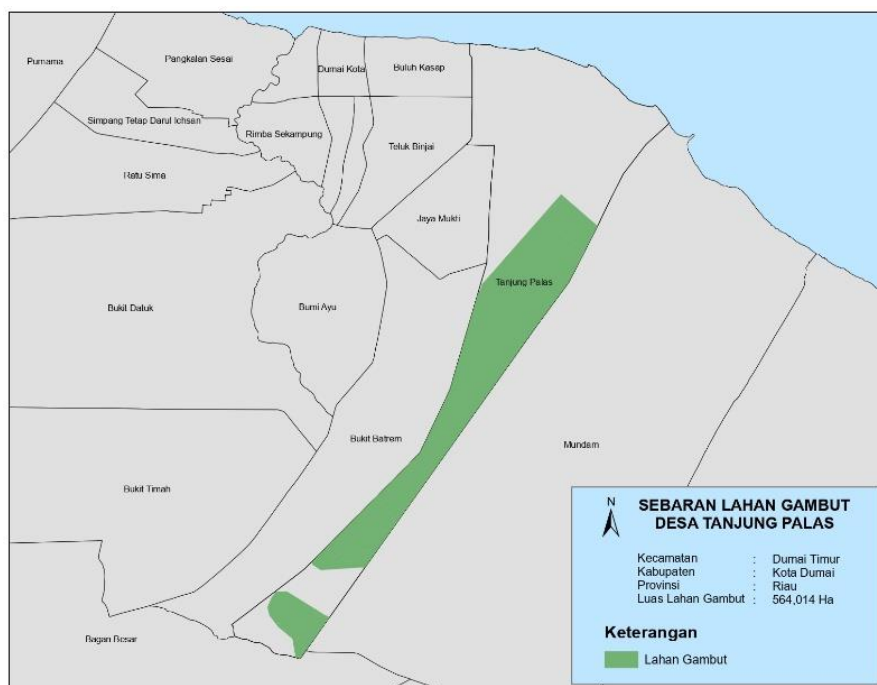 Purnama
Pangkalan Sesai
Dumai Kota
Buluh Kasap
Simpang Tetap Darul Ichsan
Rimba Sekampung
Teluk Binjai
Ratu Sima
Jaya Mukti
Tanjung Palas
Bukit Datuk
Bumi Ayu
Bukit Batrem
Mundam
Bukit Timah
Bagan Besar
N
SEBARAN LAHAN GAMBUT
DESA TANJUNG PALAS
Kecamatan : Dumai Timur
Kabupaten : Kota Dumai
Provinsi : Riau
Luas Lahan Gambut : 564,014 Ha
Keterangan
Lahan Gambut